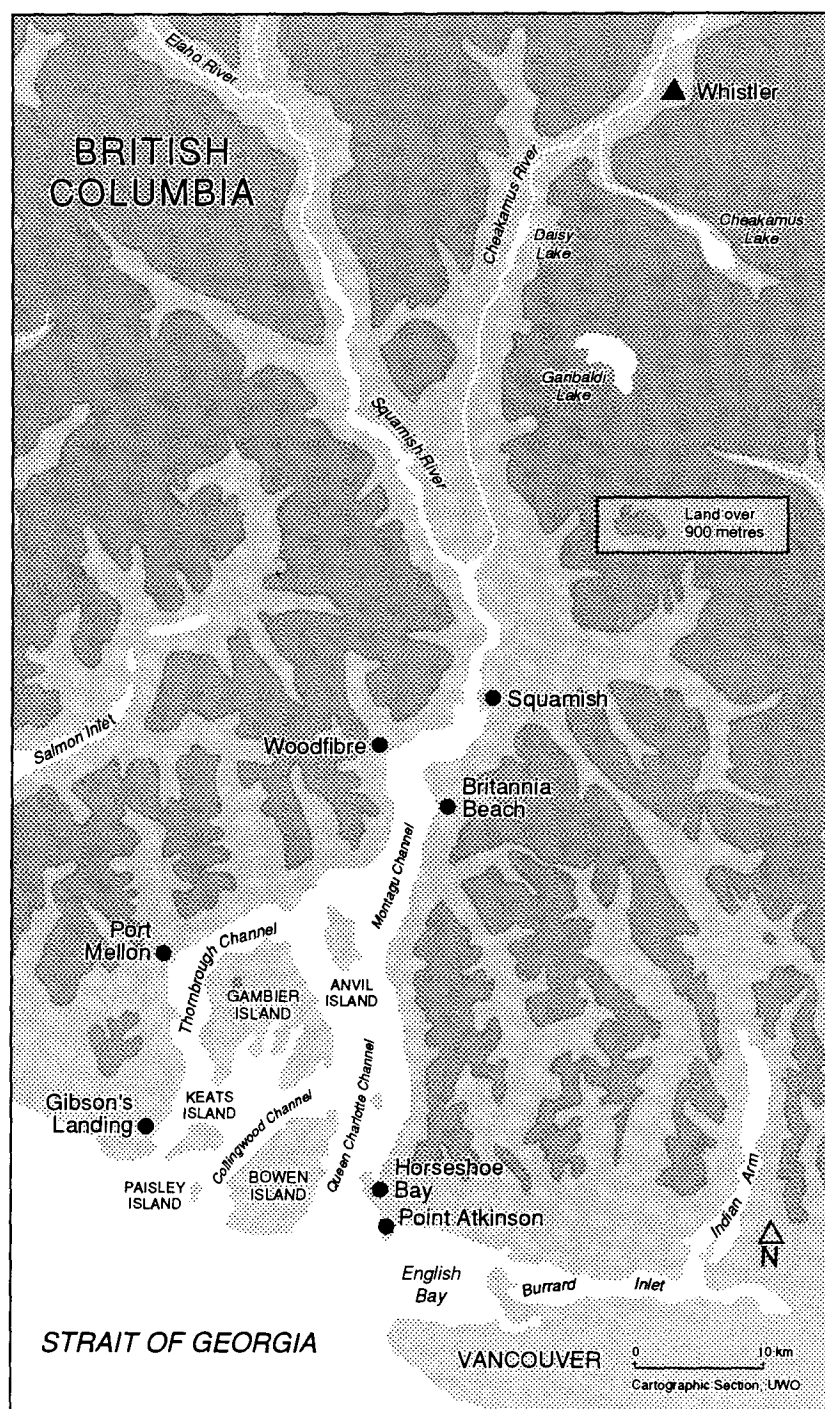 Elaho River
Whistler
BRITISH
COLUMBIA
Cheakamus River
Daisy
Lake
Cheakamus
Lake
Garibaldi
Lake
Squamish River
Land over
900 metres
Squamish
Salmon Inlet
Woodfibre
Britannia
Beach
Montagu Channel
Port
Mellon
Thornbrough Channel
GAMBIER
ISLAND
ANVIL
ISLAND
KEATS
ISLAND
Gibson's
Landing
Collingwood Channel
Queen Charlotte Channel
PAISLEY
ISLAND
BOWEN
ISLAND
Horseshoe
Bay
Point Atkinson
Indian Arm
N
English
Bay
Burrard Inlet
STRAIT OF GEORGIA
VANCOUVER
0 10 km
Cartographic Section, UWO